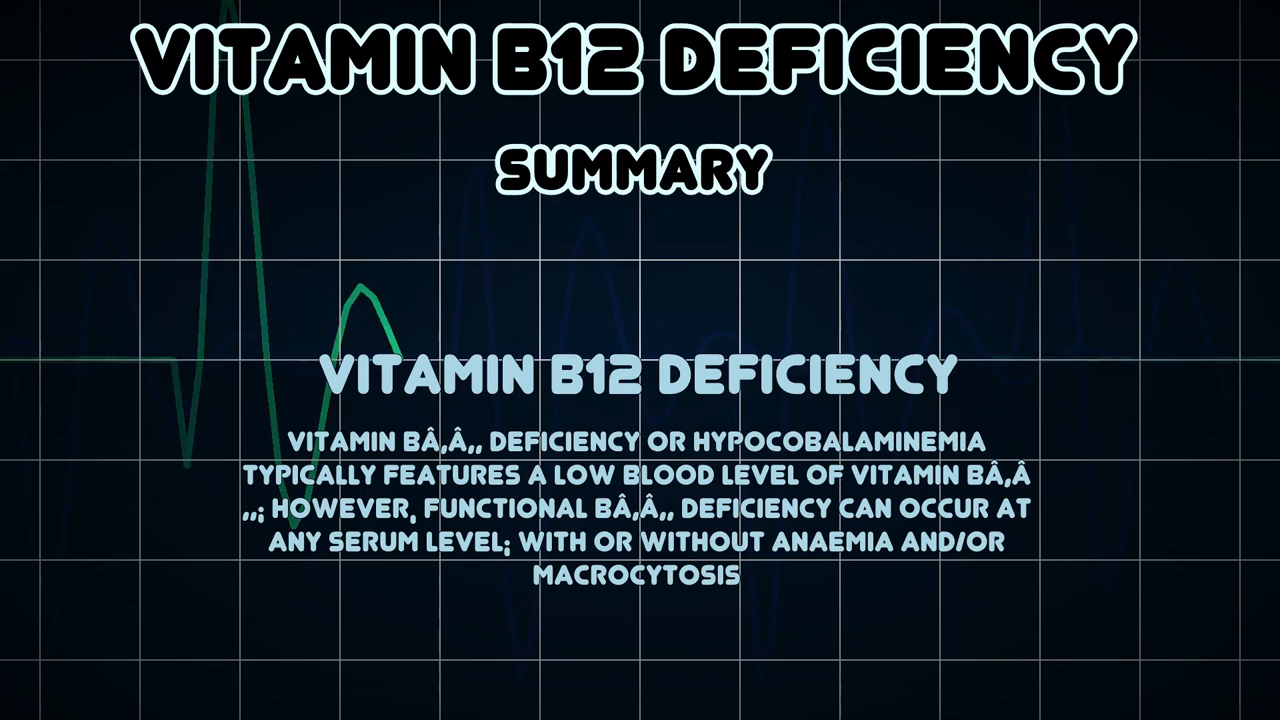 VITAMIN B12 DEFICIENCY
SUMMARY
VITAMIN B12 DEFICIENCY
VITAMIN BÂ‚Â„„ DEFICIENCY OR HYPOCOBALAMINEMIA
TYPICALLY FEATURES A LOW BLOOD LEVEL OF VITAMIN BÂ‚Â
„„; HOWEVER, FUNCTIONAL BÂ‚Â„„ DEFICIENCY CAN OCCUR AT
ANY SERUM LEVEL; WITH OR WITHOUT ANAEMIA AND/OR
MACROCYTOSIS